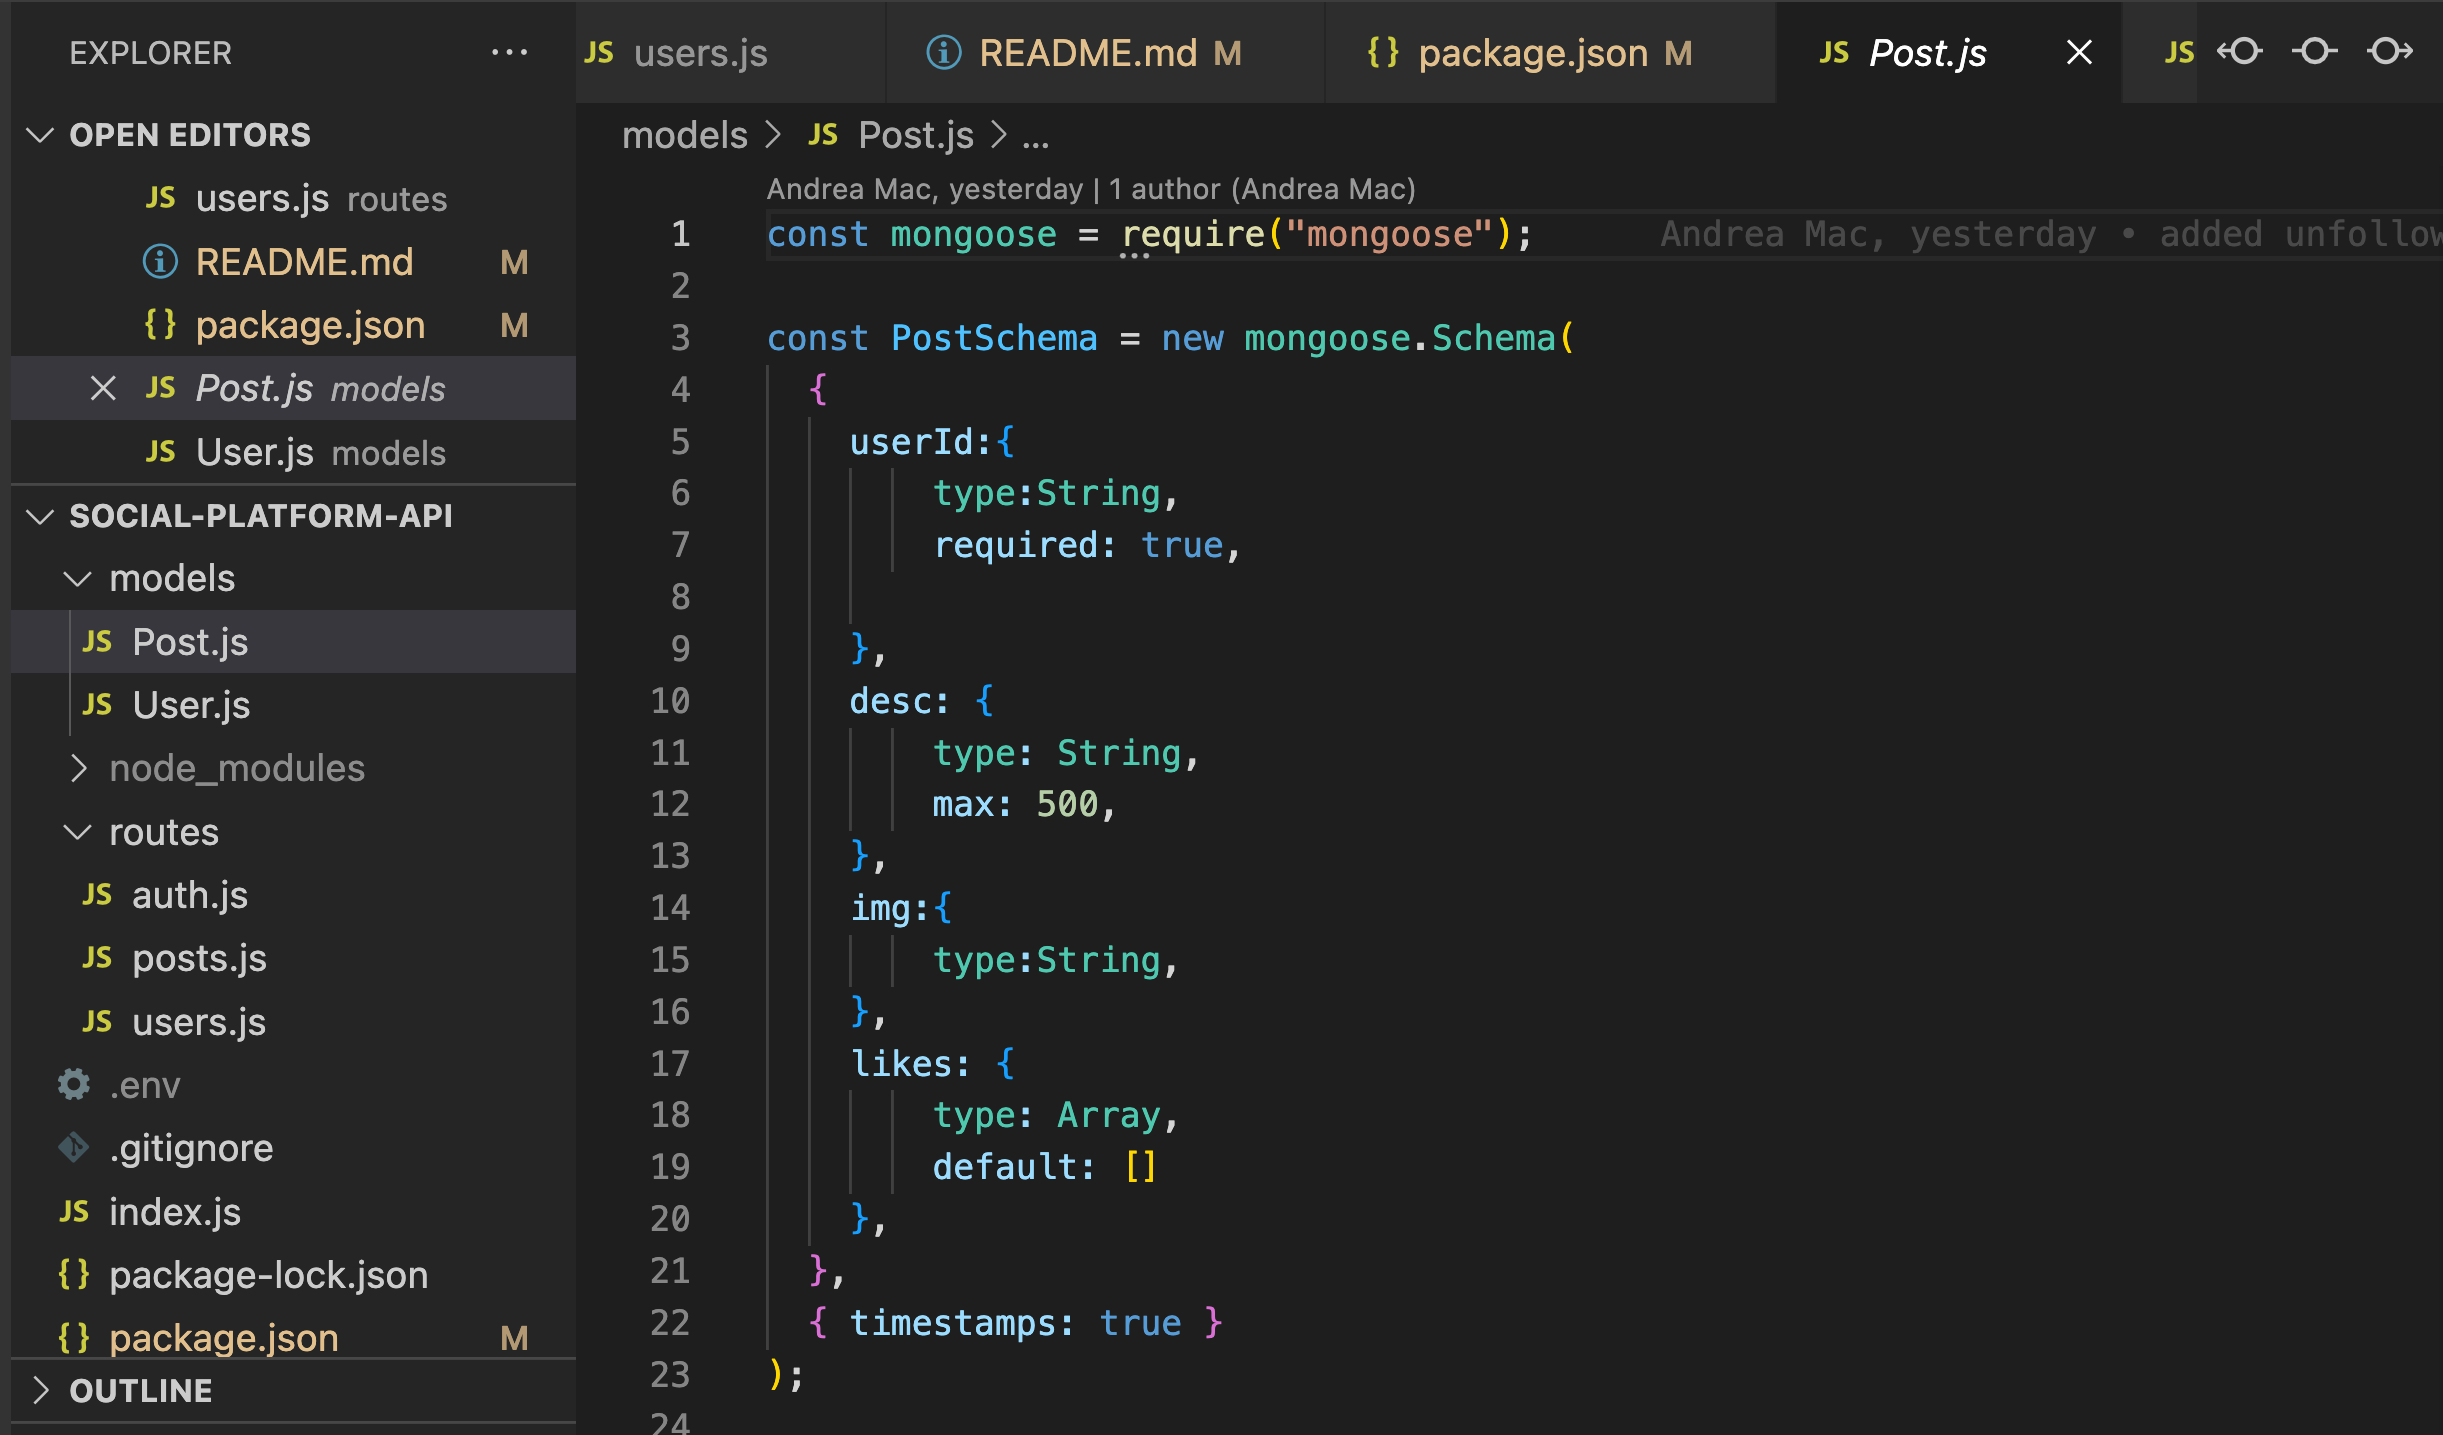 EXPLORER ...
OPEN EDITORS
JS users.js routes
README.md M
{} package.json M
JS Post.js models
JS User.js models
SOCIAL-PLATFORM-API
models
JS Post.js
JS User.js
node_modules
routes
JS auth.js
JS posts.js
JS users.js
.env
.gitignore
JS index.js
{} package-lock.json
{} package.json M
OUTLINE
JS users.js README.md M {} package.json M JS Post.js JS
models > JS Post.js > ...
Andrea Mac, yesterday | 1 author (Andrea Mac)
1 const mongoose = require("mongoose"); Andrea Mac, yesterday • added unfollow
2
3 const PostSchema = new mongoose.Schema(
4 {
5 userId:{
6 type:String,
7 required: true,
8
9 },
10 desc: {
11 type: String,
12 max: 500,
13 },
14 img:{
15 type:String,
16 },
17 likes: {
18 type: Array,
19 default: []
20 },
21 },
22 { timestamps: true }
23 );
24